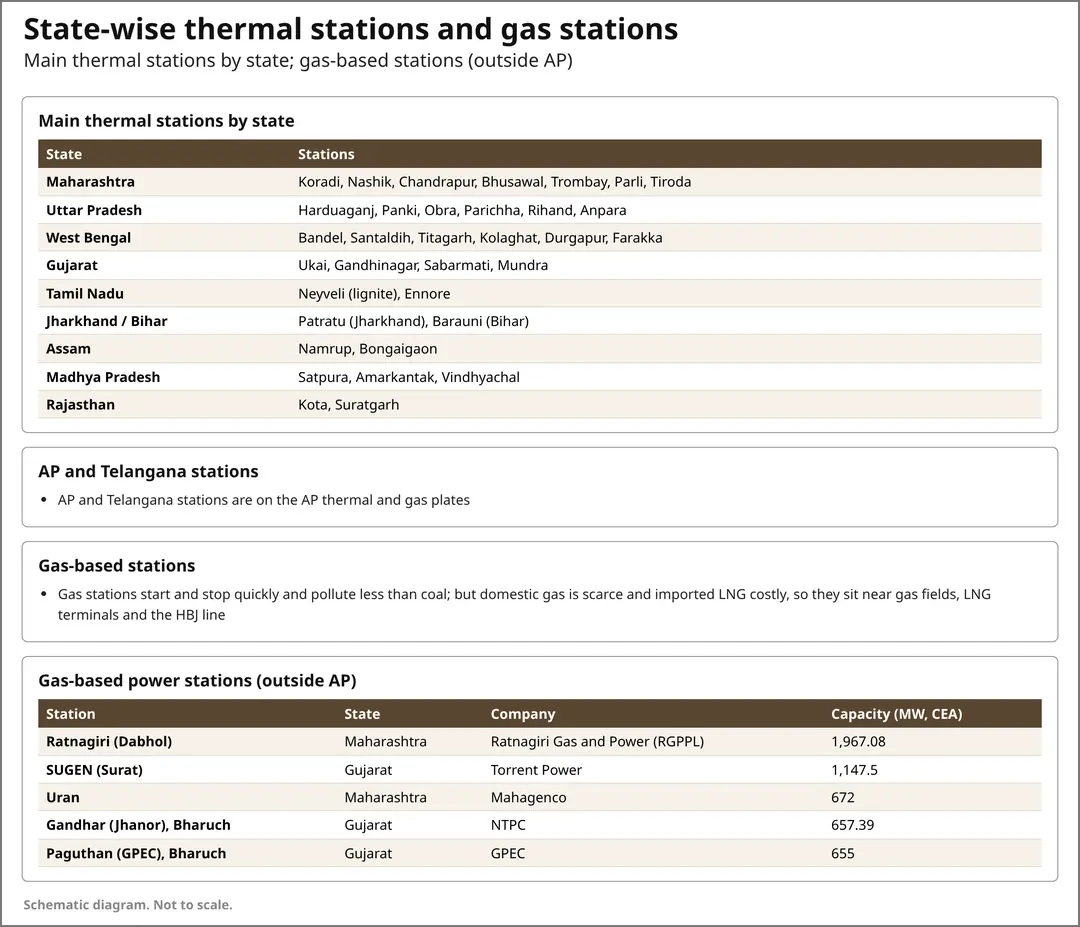 State-wise thermal stations and gas stations
Main thermal stations by state; gas-based stations (outside AP)
Main thermal stations by state
State Stations
Maharashtra Koradi, Nashik, Chandrapur, Bhusawal, Trombay, Parli, Tiroda
Uttar Pradesh Harduaganj, Panki, Obra, Parichha, Rihand, Anpara
West Bengal Bandel, Santaldih, Titagarh, Kolaghat, Durgapur, Farakka
Gujarat Ukai, Gandhinagar, Sabarmati, Mundra
Tamil Nadu Neyveli (lignite), Ennore
Jharkhand / Bihar Patratu (Jharkhand), Barauni (Bihar)
Assam Namrup, Bongaigaon
Madhya Pradesh Satpura, Amarkantak, Vindhyachal
Rajasthan Kota, Suratgarh
AP and Telangana stations
• AP and Telangana stations are on the AP thermal and gas plates
Gas-based stations
• Gas stations start and stop quickly and pollute less than coal; but domestic gas is scarce and imported LNG costly, so they sit near gas fields, LNG
terminals and the HBJ line
Gas-based power stations (outside AP)
Station State Company Capacity (MW, CEA)
Ratnagiri (Dabhol) Maharashtra Ratnagiri Gas and Power (RGPPL) 1,967.08
SUGEN (Surat) Gujarat Torrent Power 1,147.5
Uran Maharashtra Mahagenco 672
Gandhar (Jhanor), Bharuch Gujarat NTPC 657.39
Paguthan (GPEC), Bharuch Gujarat GPEC 655
Schematic diagram. Not to scale.